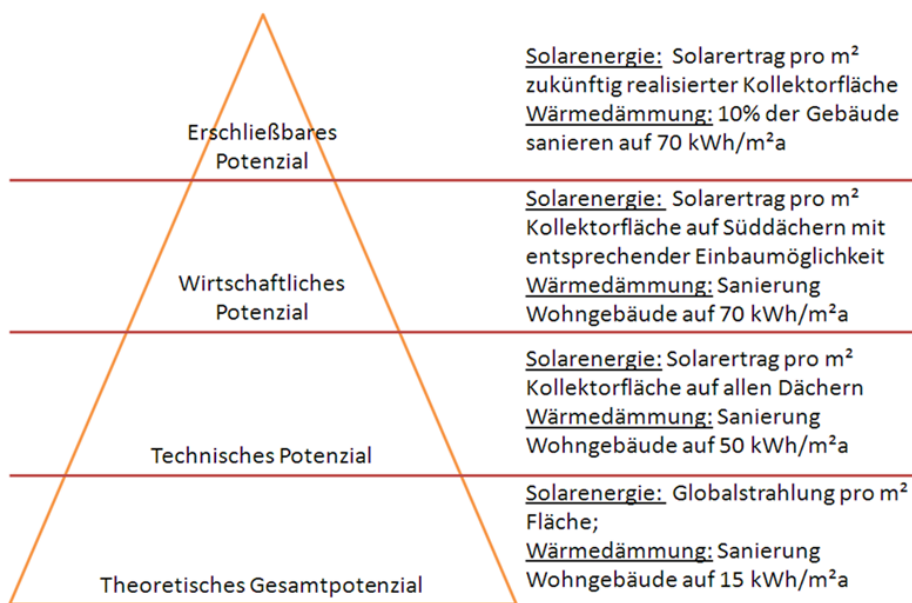 Erschließbares
Potenzial
Solarenergie: Solarertrag pro m²
zukünftig realisierter Kollektorfläche
Wärmedämmung: 10% der Gebäude
sanieren auf 70 kWh/m²a
Wirtschaftliches
Potenzial
Solarenergie: Solarertrag pro m²
Kollektorfläche auf Süddächern mit
entsprechender Einbaumöglichkeit
Wärmedämmung: Sanierung
Wohngebäude auf 70 kWh/m²a
Technisches Potenzial
Solarenergie: Solarertrag pro m²
Kollektorfläche auf allen Dächern
Wärmedämmung: Sanierung
Wohngebäude auf 50 kWh/m²a
Theoretisches Gesamtpotenzial
Solarenergie: Globalstrahlung pro m²
Fläche;
Wärmedämmung: Sanierung
Wohngebäude auf 15 kWh/m²a